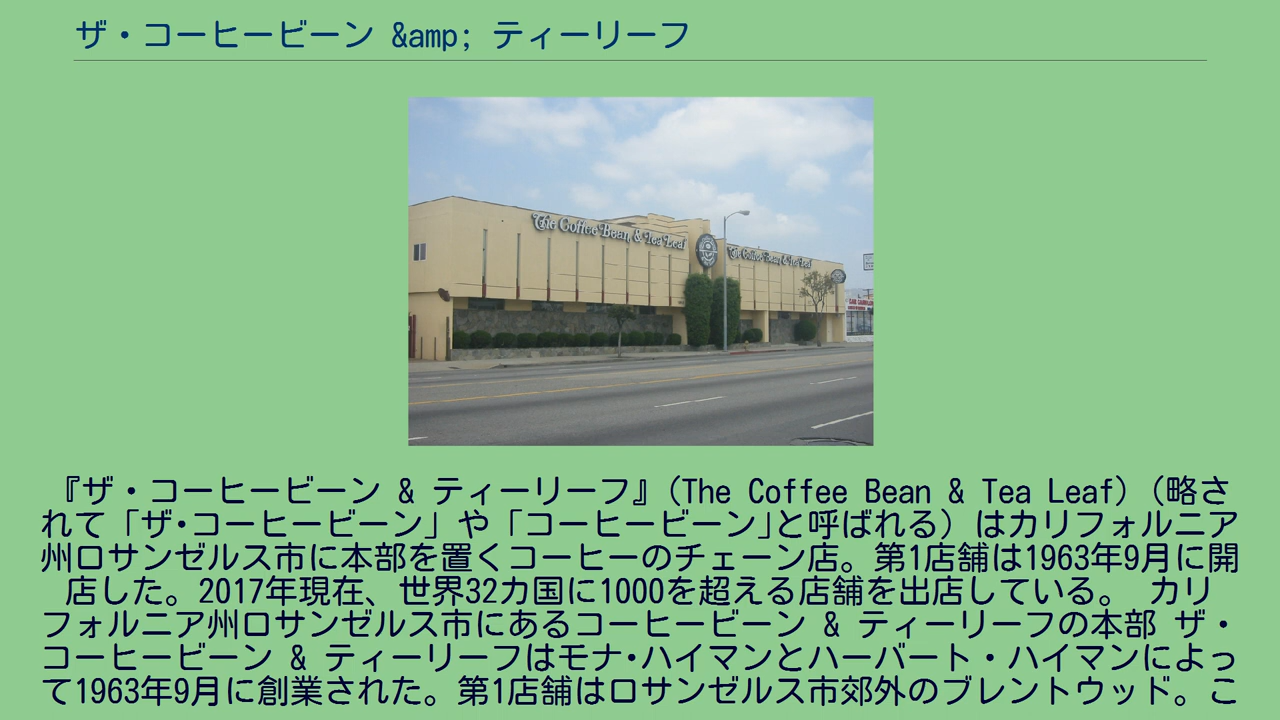 ザ・コーヒービーン &amp; ティーリーフ
The Coffee Bean & Tea Leaf
The Coffee Bean & Tea Leaf
『ザ・コーヒービーン & ティーリーフ』(The Coffee Bean & Tea Leaf) (略さ
れて「ザ･コーヒービーン」や「コーヒービーン｣と呼ばれる）はカリフォルニア
州ロサンゼルス市に本部を置くコーヒーのチェーン店。第1店舗は1963年9月に開
店した。2017年現在、世界32カ国に1000を超える店舗を出店している。 カリ
フォルニア州ロサンゼルス市にあるコーヒービーン & ティーリーフの本部 ザ・
コーヒービーン & ティーリーフはモナ･ハイマンとハーバート・ハイマンによっ
て1963年9月に創業された。第1店舗はロサンゼルス市郊外のブレントウッド。こ